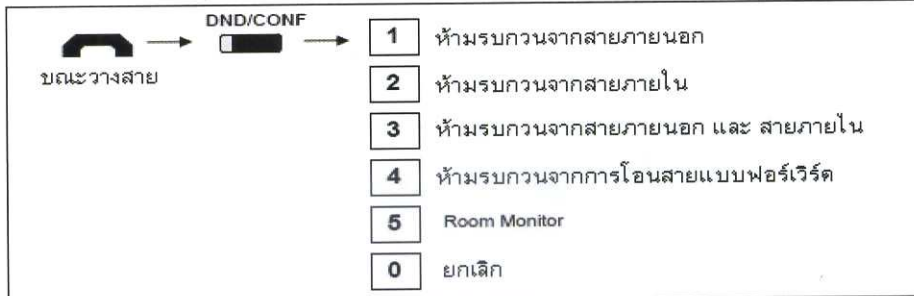 DND/CONF
ขณะวางสาย
1 ห้ามรบกวนจากสายภายนอก
2 ห้ามรบกวนจากสายภายใน
3 ห้ามรบกวนจากสายภายนอก และ สายภายใน
4 ห้ามรบกวนจากการโอนสายแบบฟอร์เวิร์ด
5 Room Monitor
0 ยกเลิก